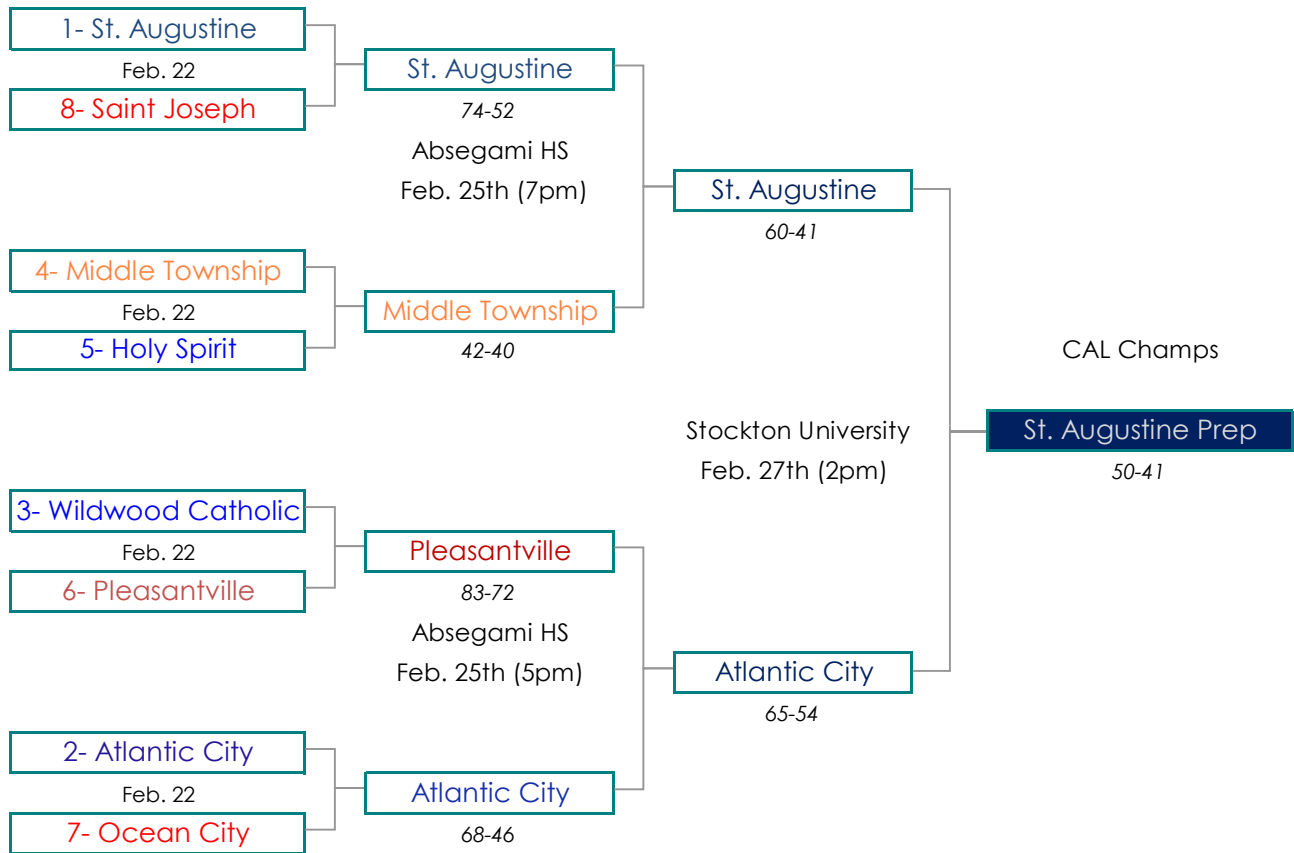 1- St. Augustine
Feb. 22
8- Saint Joseph
St. Augustine
74-52
Absegami HS
Feb. 25th (7pm)
4- Middle Township
Feb. 22
5- Holy Spirit
Middle Township
42-40
St. Augustine
60-41
3- Wildwood Catholic
Feb. 22
6- Pleasantville
Pleasantville
83-72
Absegami HS
Feb. 25th (5pm)
2- Atlantic City
Feb. 22
7- Ocean City
Atlantic City
68-46
Atlantic City
65-54
Stockton University
Feb. 27th (2pm)
CAL Champs
St. Augustine Prep
50-41